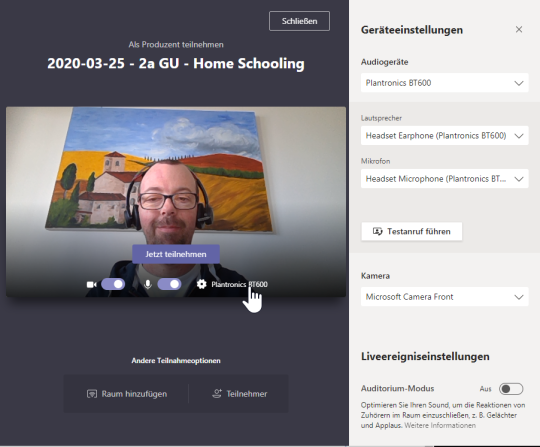 Schließen
Als Produzent teilnehmen
2020-03-25 - 2a GU - Home Schooling
Jetzt teilnehmen
Plantronics BT600
Andere Teilnahmeoptionen
Raum hinzufügen
Teilnehmer
Geräteeinstellungen
Audiogeräte
Plantronics BT600
Lautsprecher
Headset Earphone (Plantronics BT600)
Mikrofon
Headset Microphone (Plantronics BT...
Testanruf führen
Kamera
Microsoft Camera Front
Liveereigniseinstellungen
Auditorium-Modus Aus
Optimieren Sie Ihren Sound, um die Reaktionen von
Zuhörern im Raum einzuschließen, z. B. Gelächter
und Applaus. Weitere Informationen